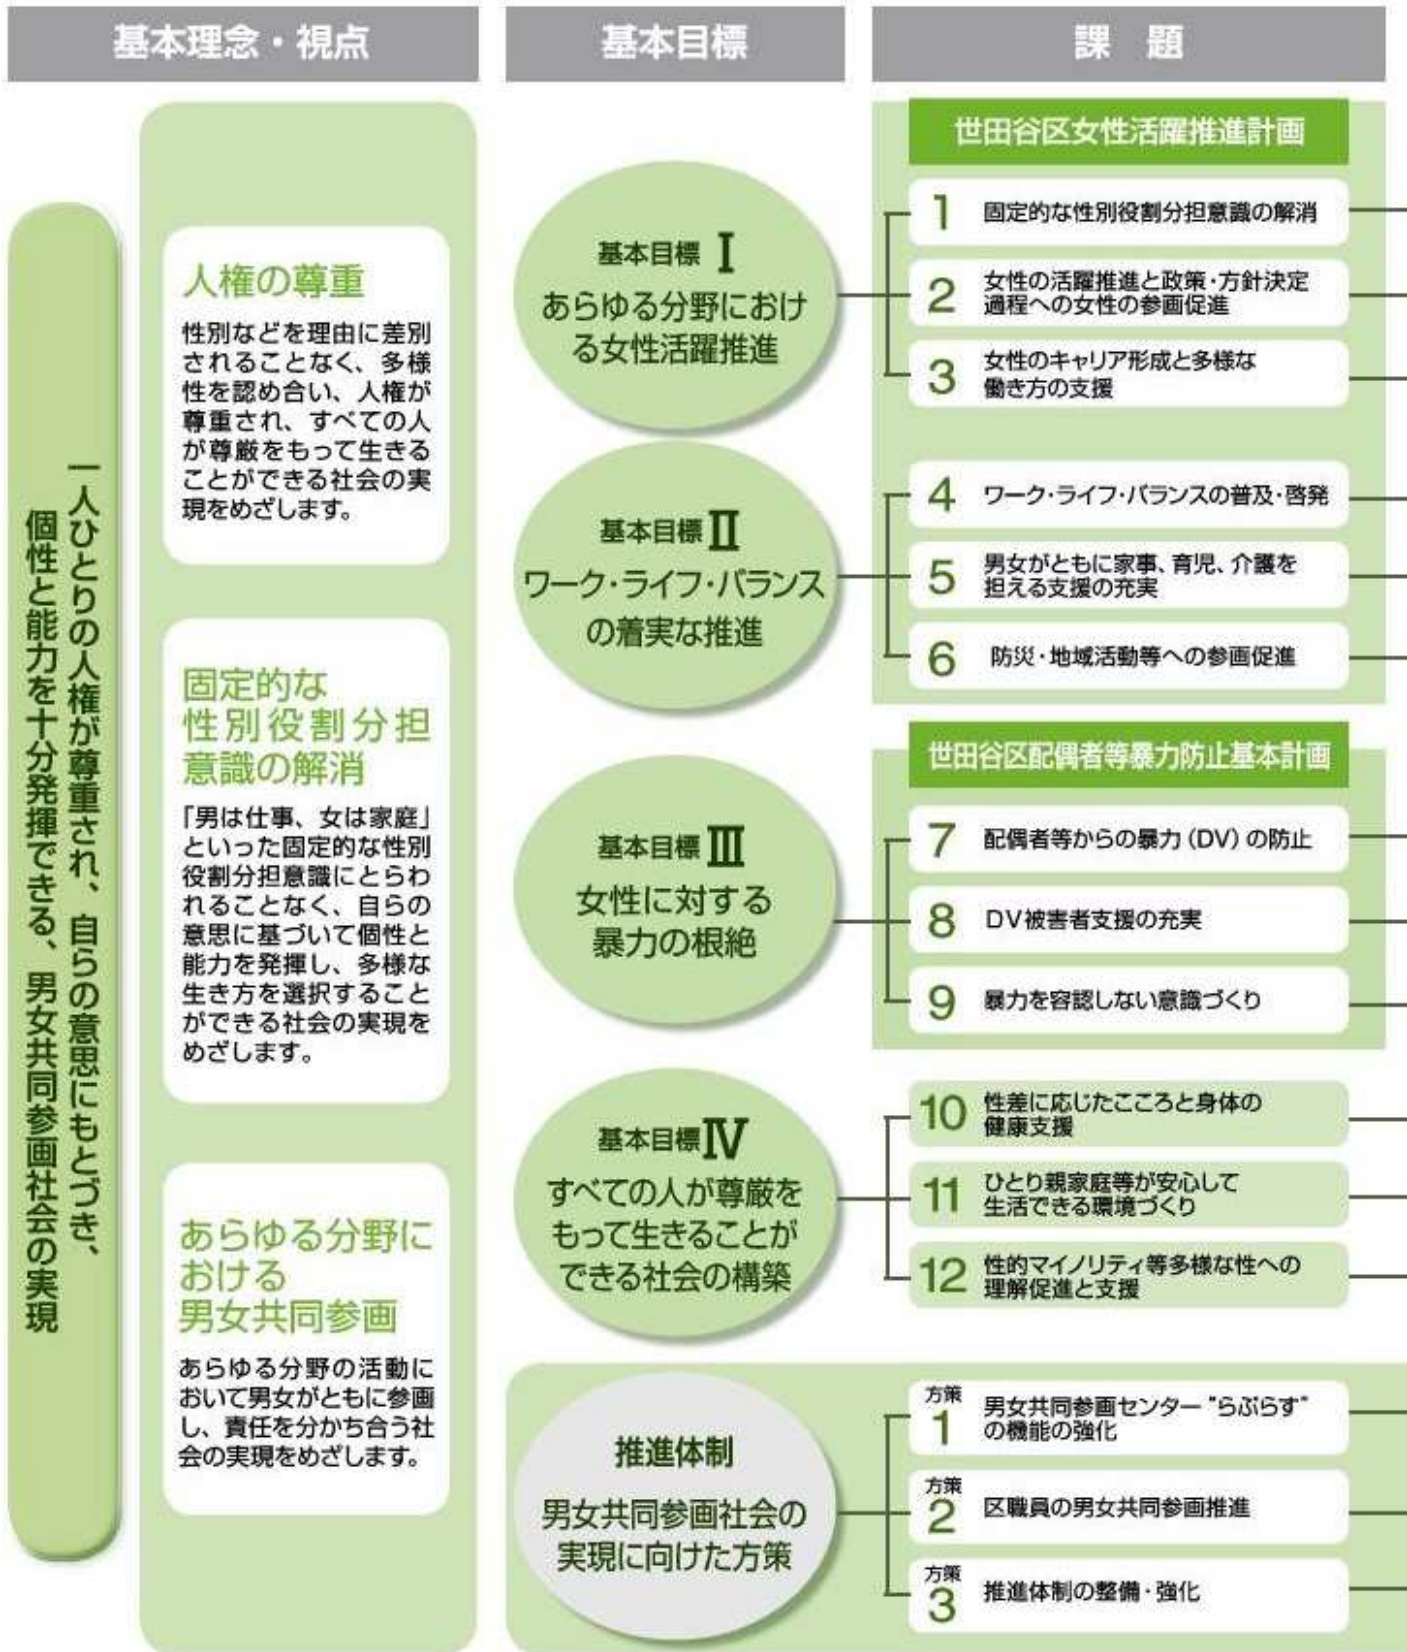 基本理念・視点
基本目標
課 題
一人ひとりの人権が尊重され、自らの意思にもとづき、
個性と能力を十分発揮できる、男女共同参画社会の実現
人権の尊重
性別などを理由に差別
されることなく、多様
性を認め合い、人権が
尊重され、すべての人
が尊厳をもって生きる
ことができる社会の実
現をめざします。
固定的な
性別役割分担
意識の解消
「男は仕事、女は家庭」
といった固定的な性別
役割分担意識にとらわ
れることなく、自らの
意思に基づいて個性と
能力を発揮し、多様な
生き方を選択すること
ができる社会の実現を
めざします。
あらゆる分野に
おける
男女共同参画
あらゆる分野の活動に
おいて男女がともに参画
し、責任を分かち合う社
会の実現をめざします。
基本目標 Ⅰ
あらゆる分野におけ
る女性活躍推進
基本目標 Ⅱ
ワーク・ライフ・バランス
の着実な推進
基本目標 Ⅲ
女性に対する
暴力の根絶
基本目標 Ⅳ
すべての人が尊厳を
もって生きることが
できる社会の構築
推進体制
男女共同参画社会の
実現に向けた方策
世田谷区女性活躍推進計画
1 固定的な性別役割分担意識の解消
2 女性の活躍推進と政策・方針決定
過程への女性の参画促進
3 女性のキャリア形成と多様な
働き方の支援
4 ワーク・ライフ・バランスの普及・啓発
5 男女がともに家事、育児、介護を
担える支援の充実
6 防災・地域活動等への参画促進
世田谷区配偶者等暴力防止基本計画
7 配偶者等からの暴力(DV)の防止
8 DV被害者支援の充実
9 暴力を容認しない意識づくり
10 性差に応じたこころと身体の
健康支援
11 ひとり親家庭等が安心して
生活できる環境づくり
12 性的マイノリティ等多様な性への
理解促進と支援
方策1 男女共同参画センター"らぷらす"
の機能の強化
方策2 区職員の男女共同参画推進
方策3 推進体制の整備・強化